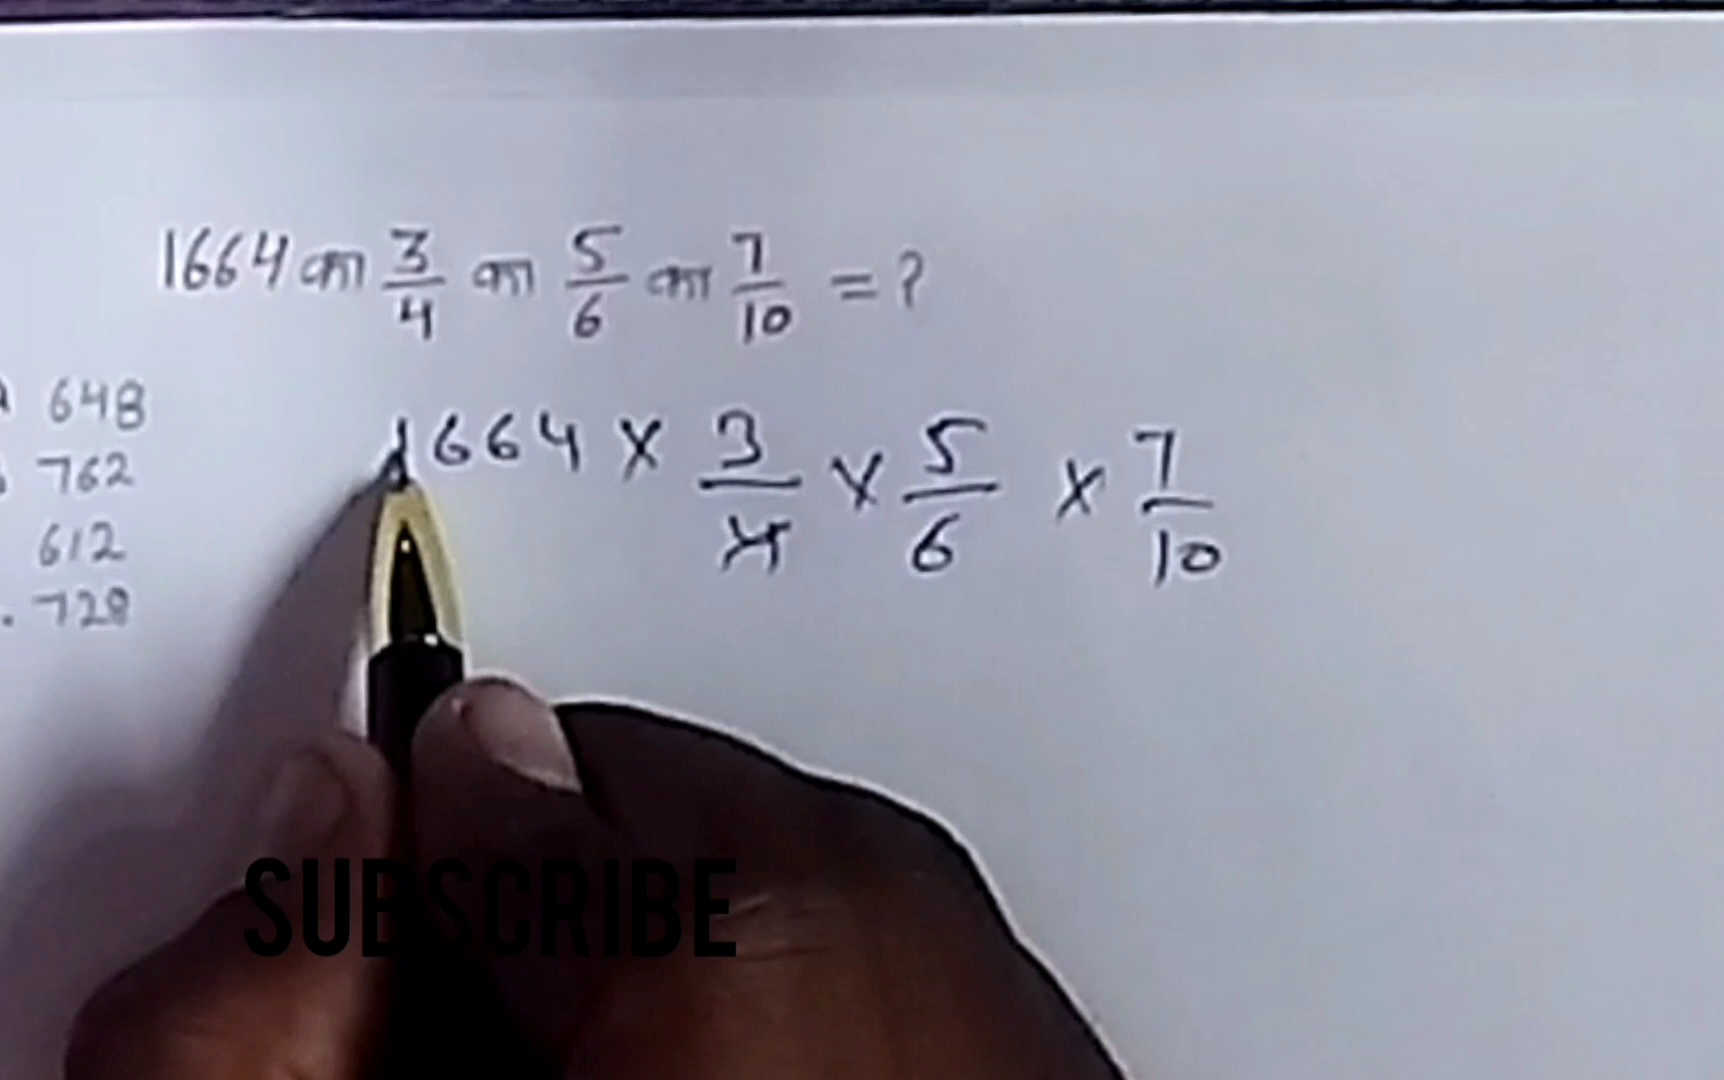 1664 का 3/4 का 5/6 का 7/10 = ?
648
762
612
728
1664 × 3/4 × 5/6 × 7/10
SUBSCRIBE